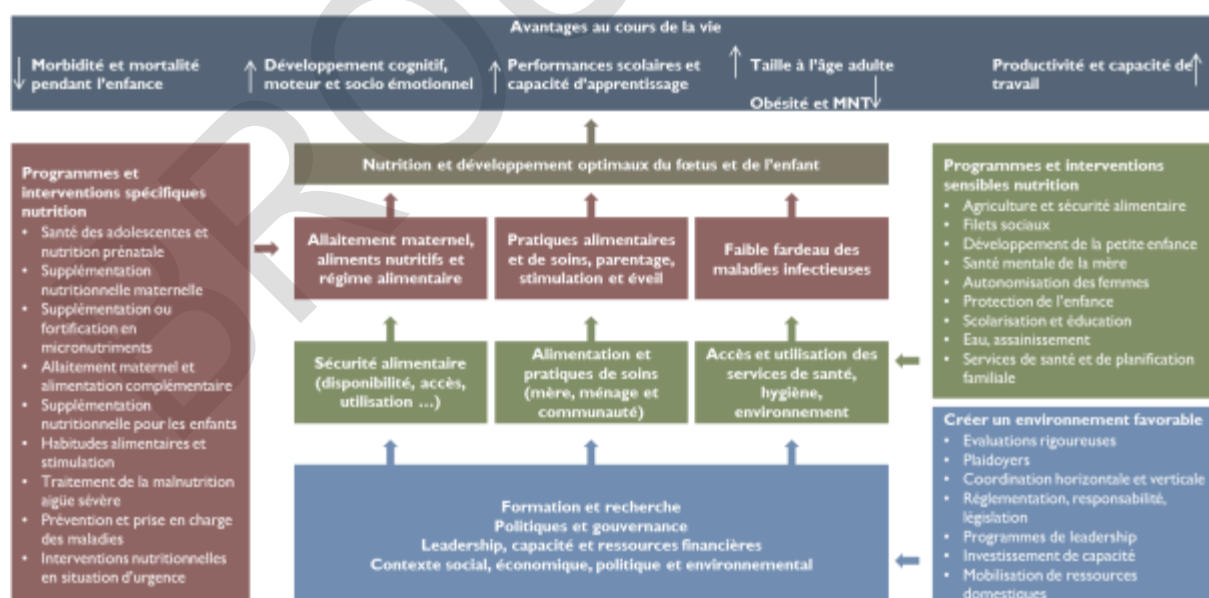 Avantages au cours de la vie
Morbidité et mortalité
pendant l'enfance
Développement cognitif,
moteur et socio émotionnel
Performances scolaires et
capacité d'apprentissage
Taille à l'âge adulte
Obésité et MNT
Productivité et capacité de
travail
Nutrition et développement optimaux du fœtus et de l'enfant
Programmes et
interventions spécifiques
nutrition
• Santé des adolescentes et
nutrition prénatale
• Supplémentation
nutritionnelle maternelle
• Supplémentation ou
fortification en
micronutriments
• Allaitement maternel et
alimentation complémentaire
• Supplémentation
nutritionnelle pour les enfants
• Habitudes alimentaires et
stimulation
• Traitement de la malnutrition
aigüe sévère
• Prévention et prise en charge
des maladies
• Interventions nutritionnelles
en situation d'urgence
Allaitement maternel,
aliments nutritifs et
régime alimentaire
Pratiques alimentaires
et de soins, parentage,
stimulation et éveil
Faible fardeau des
maladies infectieuses
Sécurité alimentaire
(disponibilité, accès,
utilisation ...)
Alimentation et
pratiques de soins
(mère, ménage et
communauté)
Accès et utilisation des
services de santé,
hygiène,
environnement
Formation et recherche
Politiques et gouvernance
Leadership, capacité et ressources financières
Contexte social, économique, politique et environnemental
Programmes et interventions
sensibles nutrition
• Agriculture et sécurité alimentaire
• Filets sociaux
• Développement de la petite enfance
• Santé mentale de la mère
• Autonomisation des femmes
• Protection de l'enfance
• Scolarisation et éducation
• Eau, assainissement
• Services de santé et de planification
familiale
Créer un environnement favorable
• Evaluations rigoureuses
• Plaidoyers
• Coordination horizontale et verticale
• Réglementation, responsabilité,
législation
• Programmes de leadership
• Investissement de capacité
• Mobilisation de ressources
domestiques